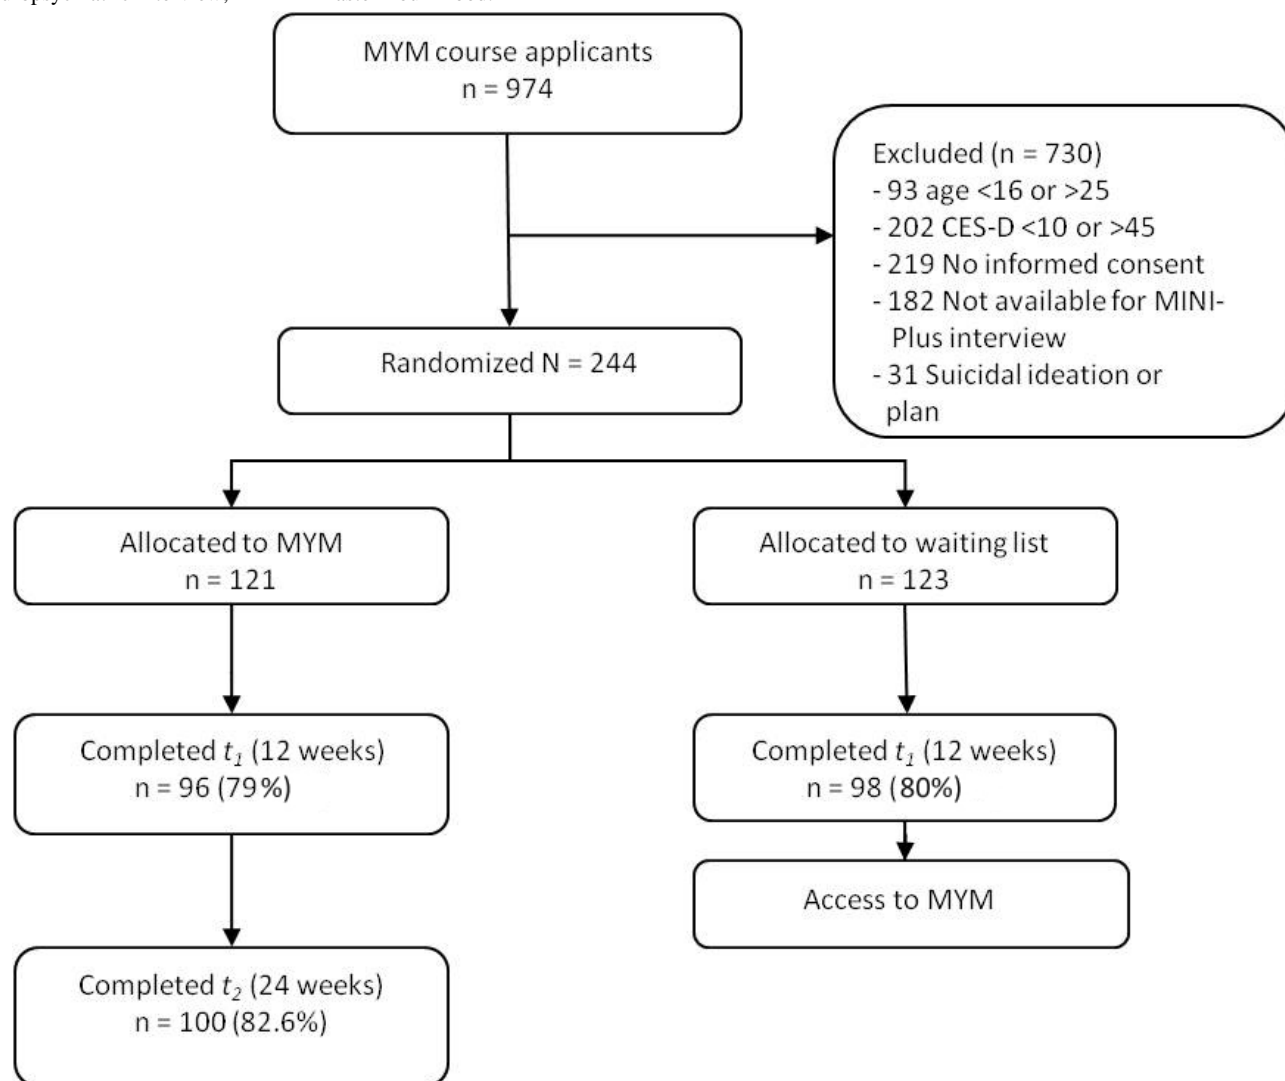 MYM course applicants
n = 974
Excluded (n = 730)
- 93 age <16 or >25
- 202 CES-D <10 or >45
- 219 No informed consent
- 182 Not available for MINI-
Plus interview
- 31 Suicidal ideation or
plan
Randomized N = 244
Allocated to MYM
n = 121
Allocated to waiting list
n = 123
Completed t1 (12 weeks)
n = 96 (79%)
Completed t1 (12 weeks)
n = 98 (80%)
Access to MYM
Completed t2 (24 weeks)
n = 100 (82.6%)